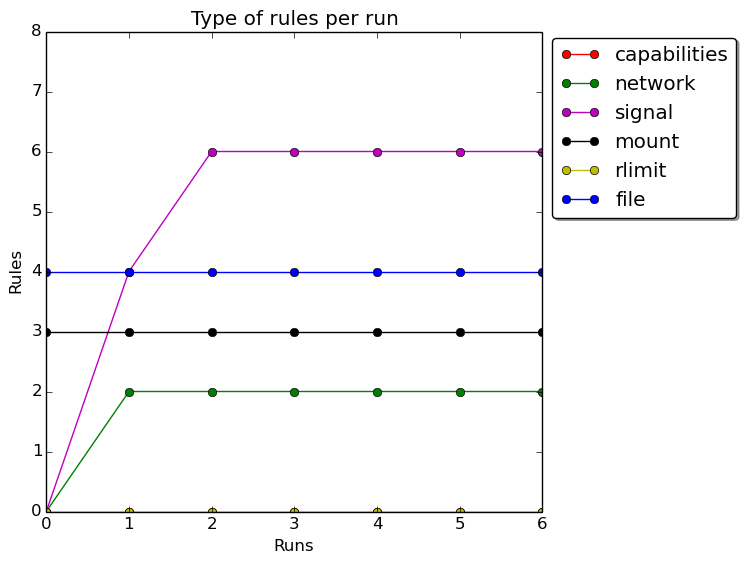 Type of rules per run
8
7
6
5
4
3
2
1
0
Rules
0 1 2 3 4 5 6
Runs
capabilities
network
signal
mount
rlimit
file